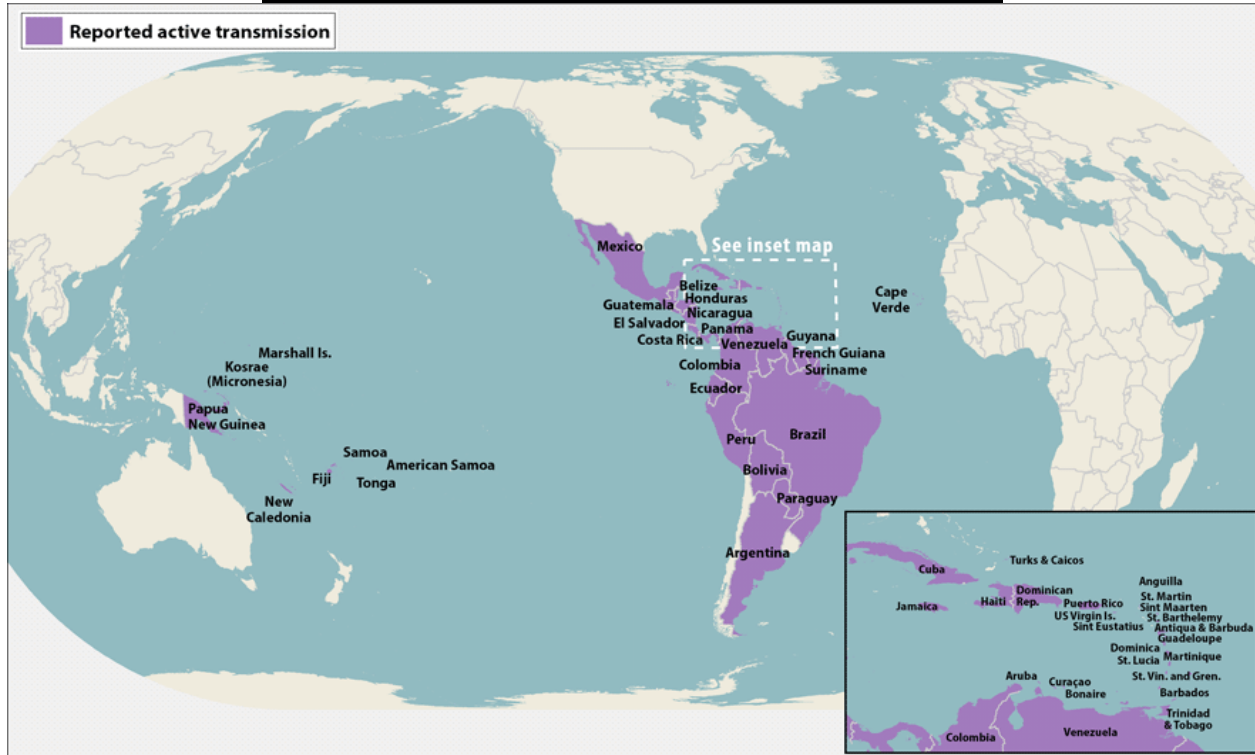 Reported active transmission
See inset map
Mexico
Belize
Honduras
Guatemala
Nicaragua
El Salvador
Panama
Costa Rica
Guyana
Venezuela
French Guiana
Colombia
Suriname
Ecuador
Cape
Verde
Marshall Is.
Kosrae
(Micronesia)
Papua
New Guinea
Peru
Brazil
Samoa
American Samoa
Bolivia
Fiji
Tonga
New
Caledonia
Paraguay
Argentina
Turks & Caicos
Cuba
Anguilla
Dominican
Rep.
St. Martin
Jamaica
Haiti
Puerto Rico
Sint Maarten
US Virgin Is.
St. Barthelemy
Sint Eustatius
Antiqua & Barbuda
Guadeloupe
Dominica
Martinique
St. Lucia
St. Vin. and Gren.
Aruba
Curaçao
Bonaire
Barbados
Trinidad
& Tobago
Colombia
Venezuela